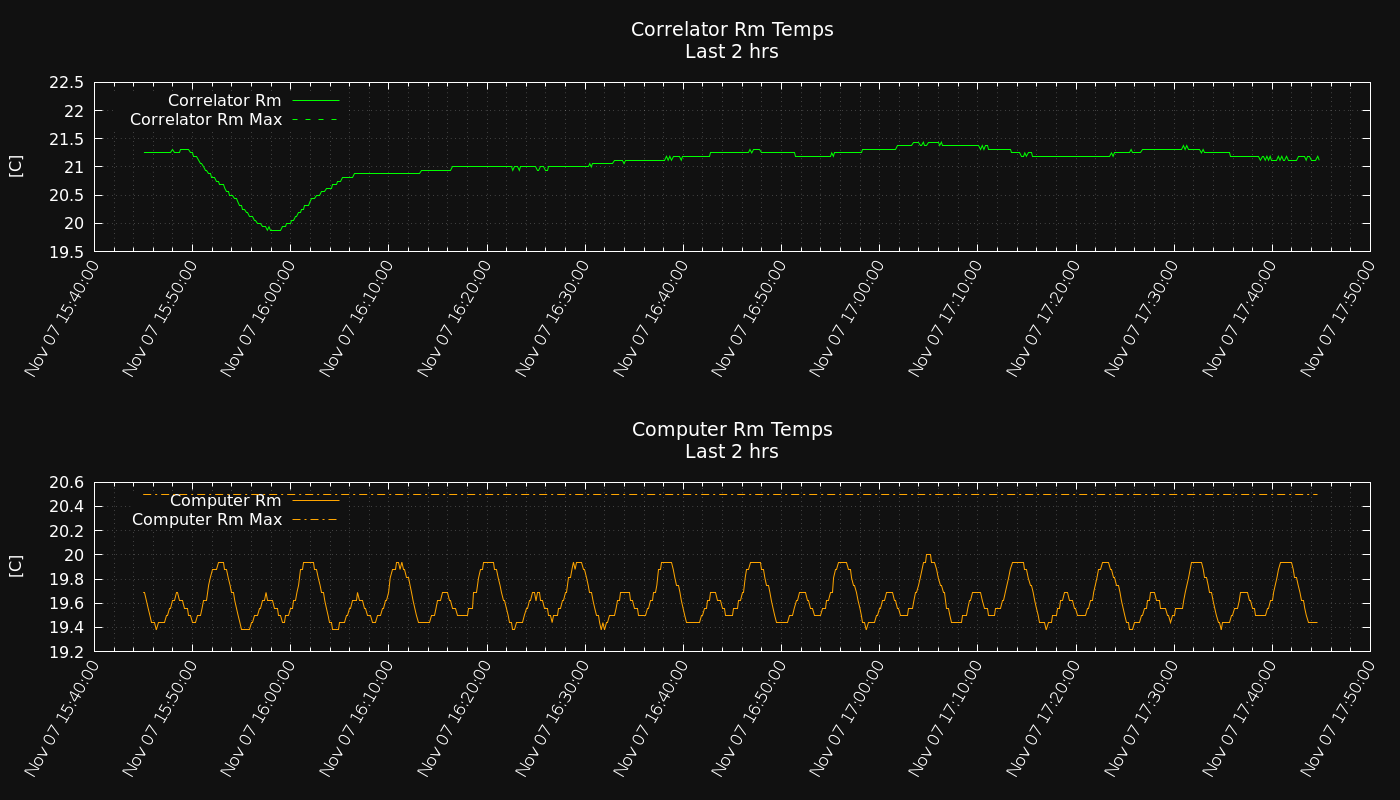 Correlator Rm Temps
Last 2 hrs
22.5
22
21.5
21
20.5
20
19.5
[C]
Correlator Rm
Correlator Rm Max
Nov 07 15:40:00
Nov 07 15:50:00
Nov 07 16:00:00
Nov 07 16:10:00
Nov 07 16:20:00
Nov 07 16:30:00
Nov 07 16:40:00
Nov 07 16:50:00
Nov 07 17:00:00
Nov 07 17:10:00
Nov 07 17:20:00
Nov 07 17:30:00
Nov 07 17:40:00
Nov 07 17:50:00
Computer Rm Temps
Last 2 hrs
20.6
20.4
20.2
20
19.8
19.6
19.4
19.2
[C]
Computer Rm
Computer Rm Max
Nov 07 15:40:00
Nov 07 15:50:00
Nov 07 16:00:00
Nov 07 16:10:00
Nov 07 16:20:00
Nov 07 16:30:00
Nov 07 16:40:00
Nov 07 16:50:00
Nov 07 17:00:00
Nov 07 17:10:00
Nov 07 17:20:00
Nov 07 17:30:00
Nov 07 17:40:00
Nov 07 17:50:00